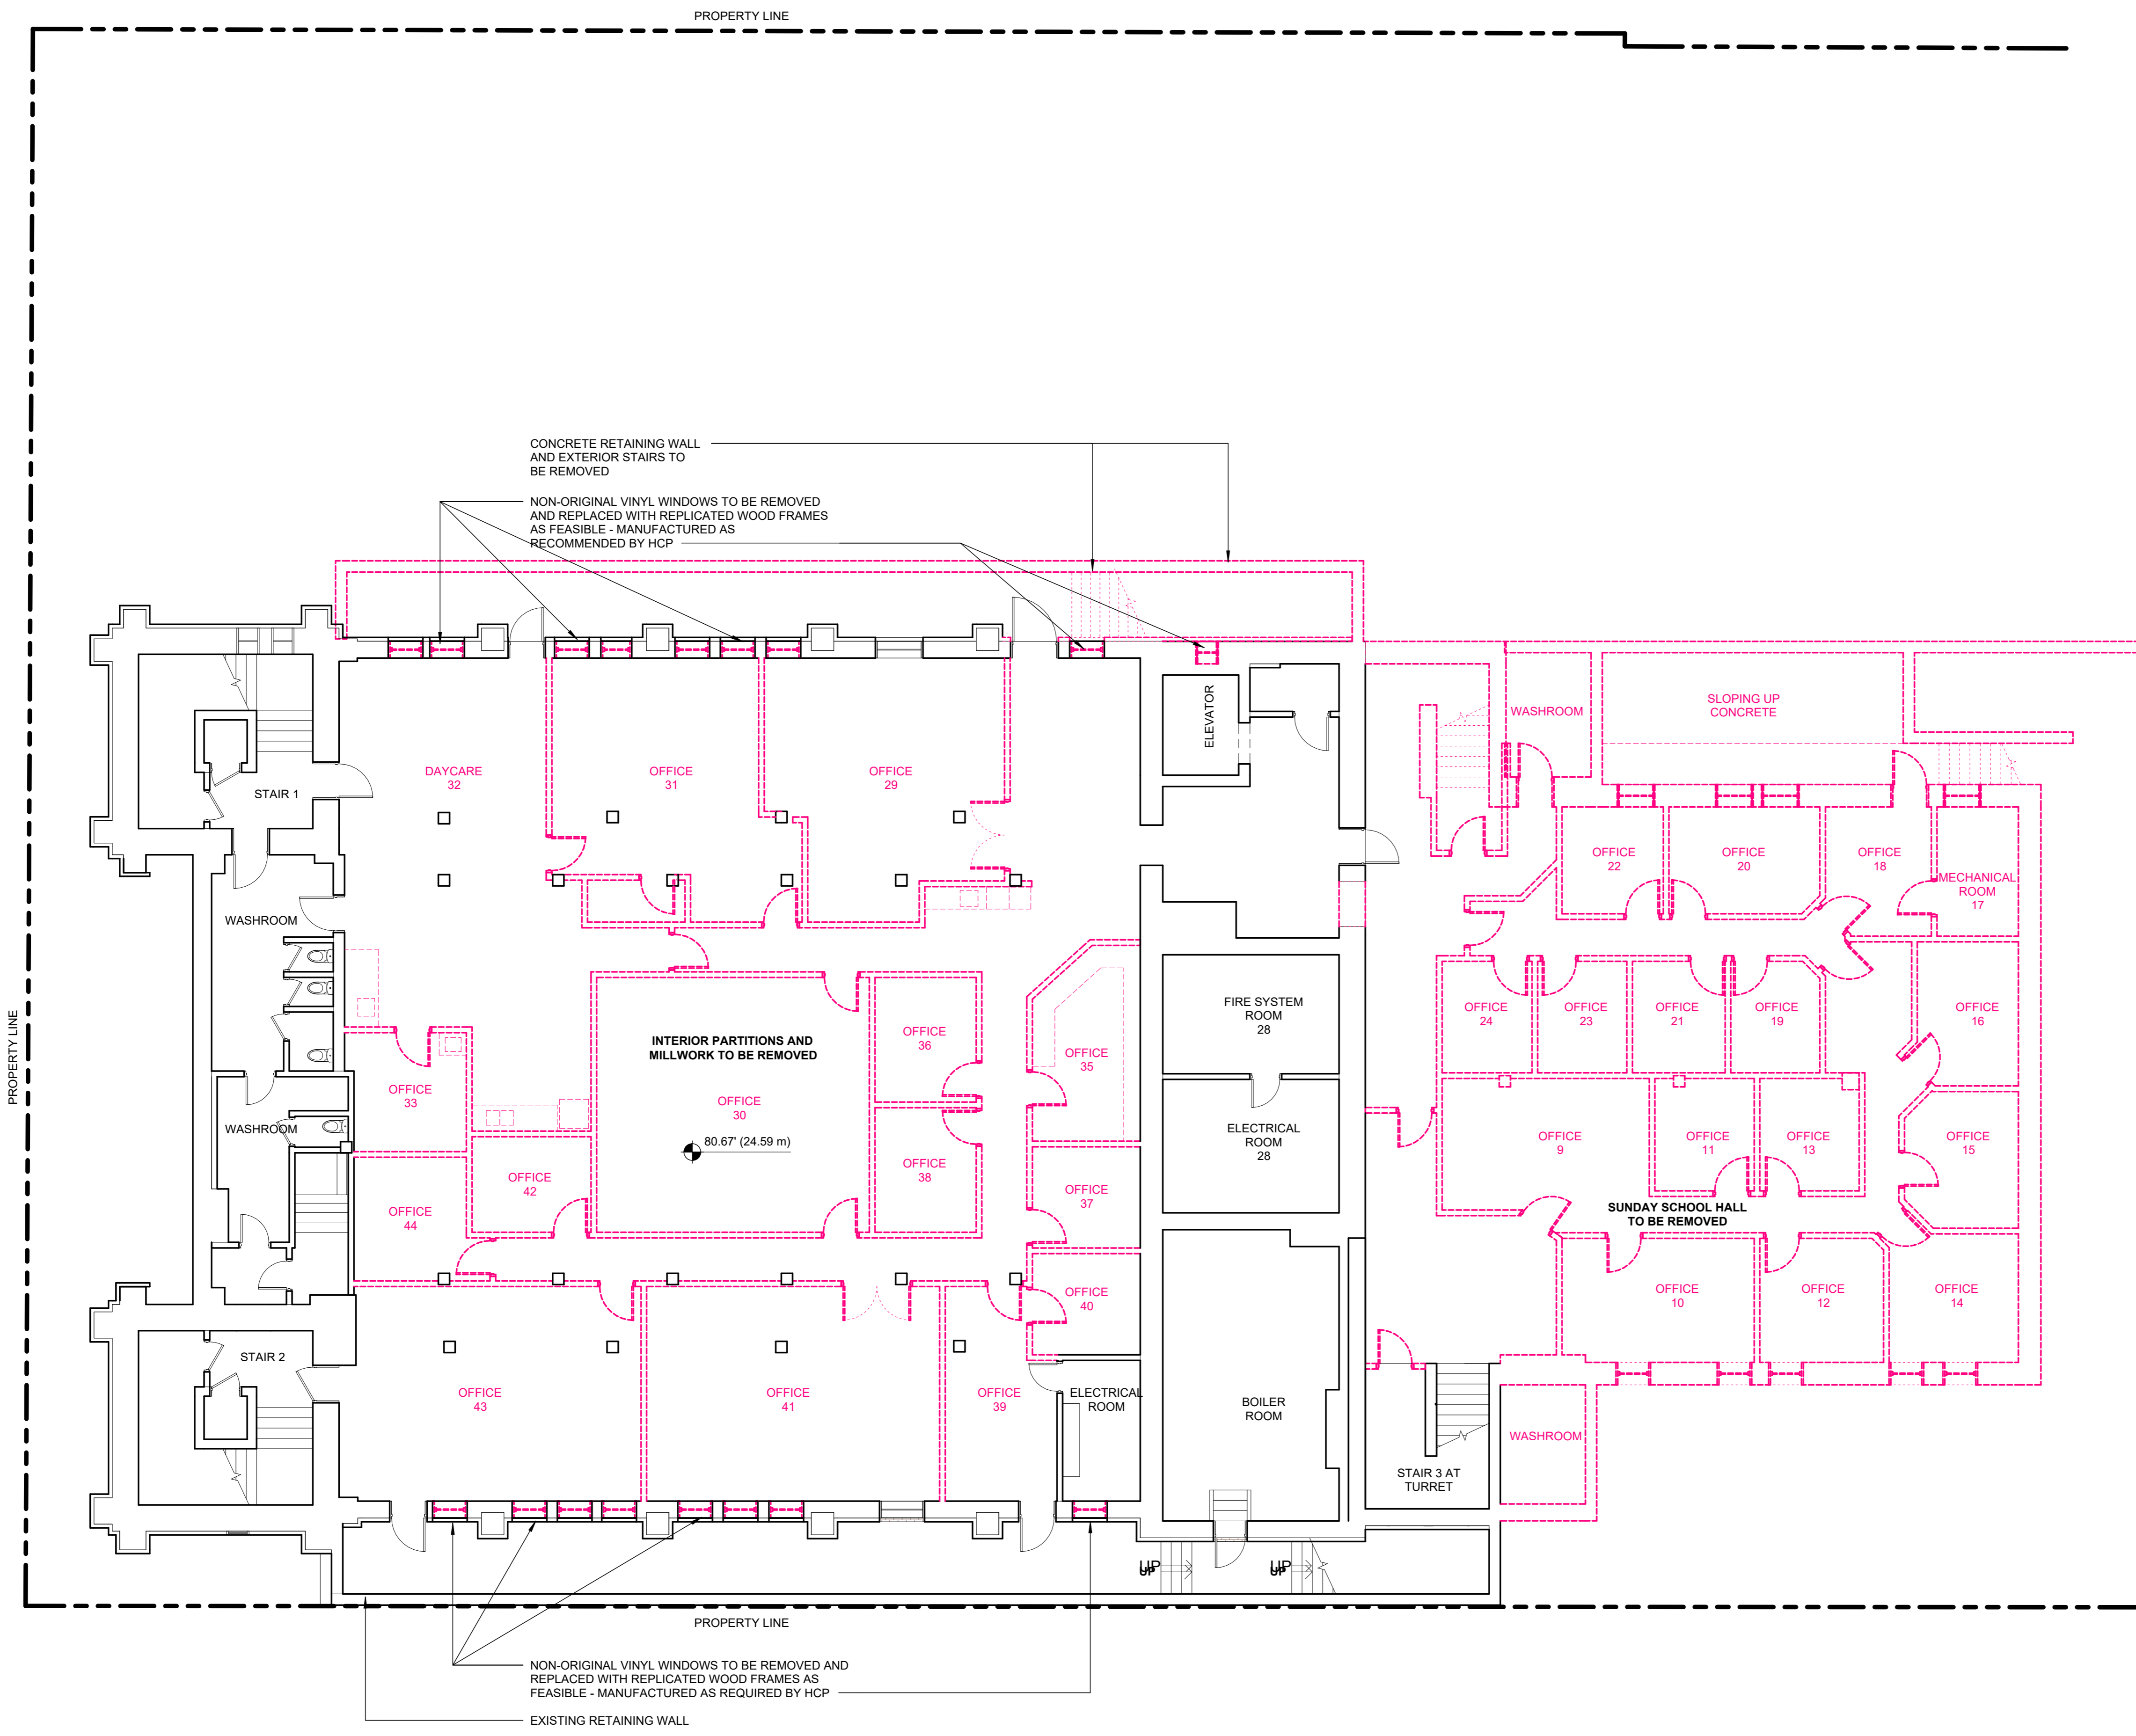 PROPERTY LINE
CONCRETE RETAINING WALL
AND EXTERIOR STAIRS TO
BE REMOVED
NON-ORIGINAL VINYL WINDOWS TO BE REMOVED
AND REPLACED WITH REPLICATED WOOD FRAMES
AS FEASIBLE - MANUFACTURED AS
RECOMMENDED BY HCP
ELEVATOR
WASHROOM
SLOPING UP
CONCRETE
STAIR 1
DAYCARE
32
OFFICE
31
OFFICE
29
OFFICE
22
OFFICE
20
OFFICE
18
MECHANICAL
ROOM
17
WASHROOM
FIRE SYSTEM
ROOM
28
OFFICE
24
OFFICE
23
OFFICE
21
OFFICE
19
OFFICE
16
PROPERTY LINE
INTERIOR PARTITIONS AND
MILLWORK TO BE REMOVED
OFFICE
36
OFFICE
35
OFFICE
33
OFFICE
30
80.67' (24.59 m)
WASHROOM
ELECTRICAL
ROOM
28
OFFICE
9
OFFICE
11
OFFICE
13
OFFICE
15
OFFICE
42
OFFICE
38
OFFICE
37
OFFICE
44
SUNDAY SCHOOL HALL
TO BE REMOVED
OFFICE
40
OFFICE
10
OFFICE
12
OFFICE
14
STAIR 2
OFFICE
43
OFFICE
41
OFFICE
39
ELECTRICAL
ROOM
BOILER
ROOM
WASHROOM
STAIR 3 AT
TURRET
UP
UP
UP
UP
PROPERTY LINE
NON-ORIGINAL VINYL WINDOWS TO BE REMOVED AND
REPLACED WITH REPLICATED WOOD FRAMES AS
FEASIBLE - MANUFACTURED AS REQUIRED BY HCP
EXISTING RETAINING WALL